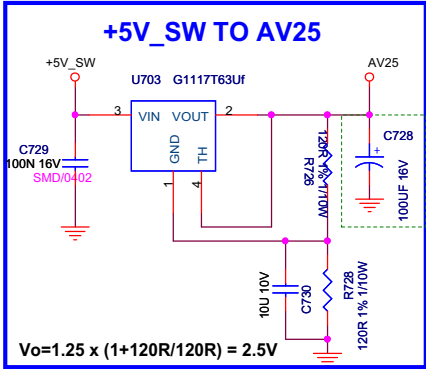 +5V_SW TO AV25
+5V_SW
AV25
U703 G1117T63Uf
3 VIN VOUT 2
GND
TH
1
4
C729
100N 16V
SMD/0402
120R 1% 1/10W
R726
C728
+
100UF 16V
10U 10V
C730
R728
120R 1% 1/10W
Vo=1.25 x (1+120R/120R) = 2.5V